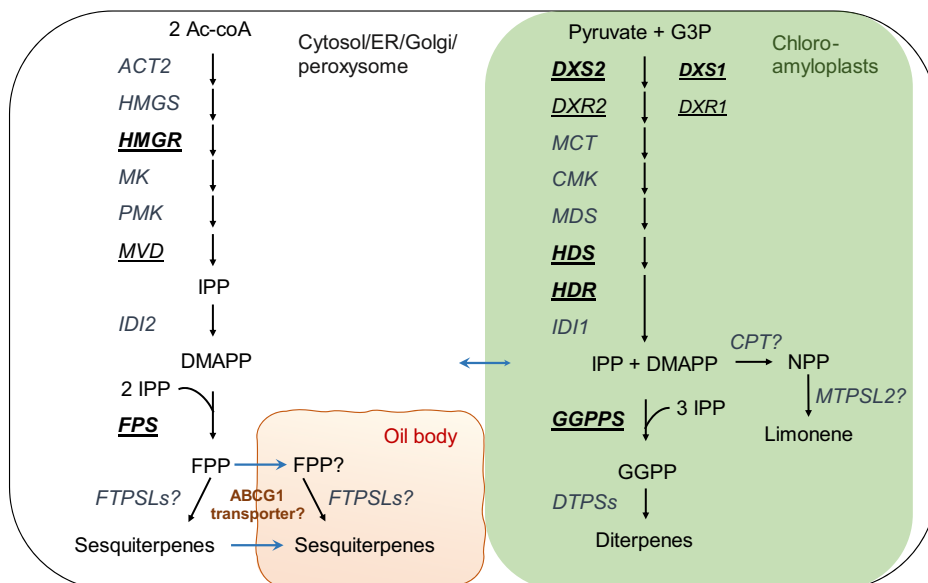 2 Ac-coA
Cytosol/ER/Golgi/
peroxysome
ACT2
HMGS
HMGR
MK
PMK
MVD
IPP
IDI2
DMAPP
2 IPP
FPS
FPP
FTPSLs?
Sesquiterpenes
Oil body
FPP?
ABCG1
transporter?
FTPSLs?
Sesquiterpenes
Pyruvate + G3P
Chloro-
amyloplasts
DXS2
DXS1
DXR2
DXR1
MCT
CMK
MDS
HDS
HDR
IDI1
IPP + DMAPP
CPT?
NPP
MTPSL2?
Limonene
GGPPS
3 IPP
GGPP
DTPSs
Diterpenes